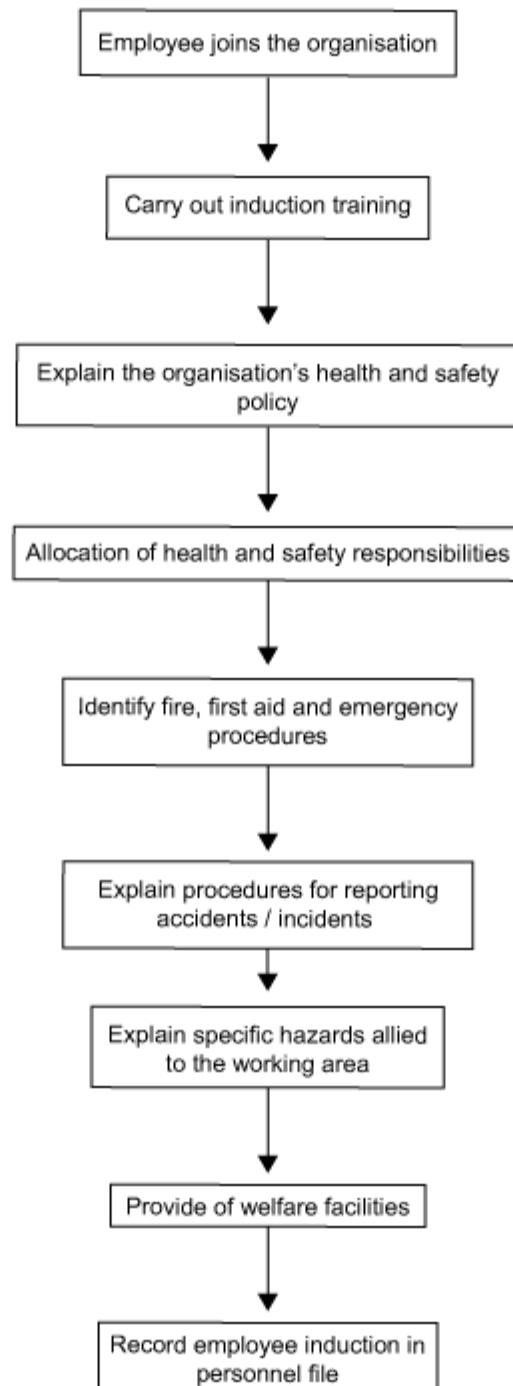 Employee joins the organisation
Carry out induction training
Explain the organisation's health and safety
policy
Allocation of health and safety responsibilities
Identify fire, first aid and emergency
procedures
Explain procedures for reporting
accidents / incidents
Explain specific hazards allied
to the working area
Provide of welfare facilities
Record employee induction in
personnel file